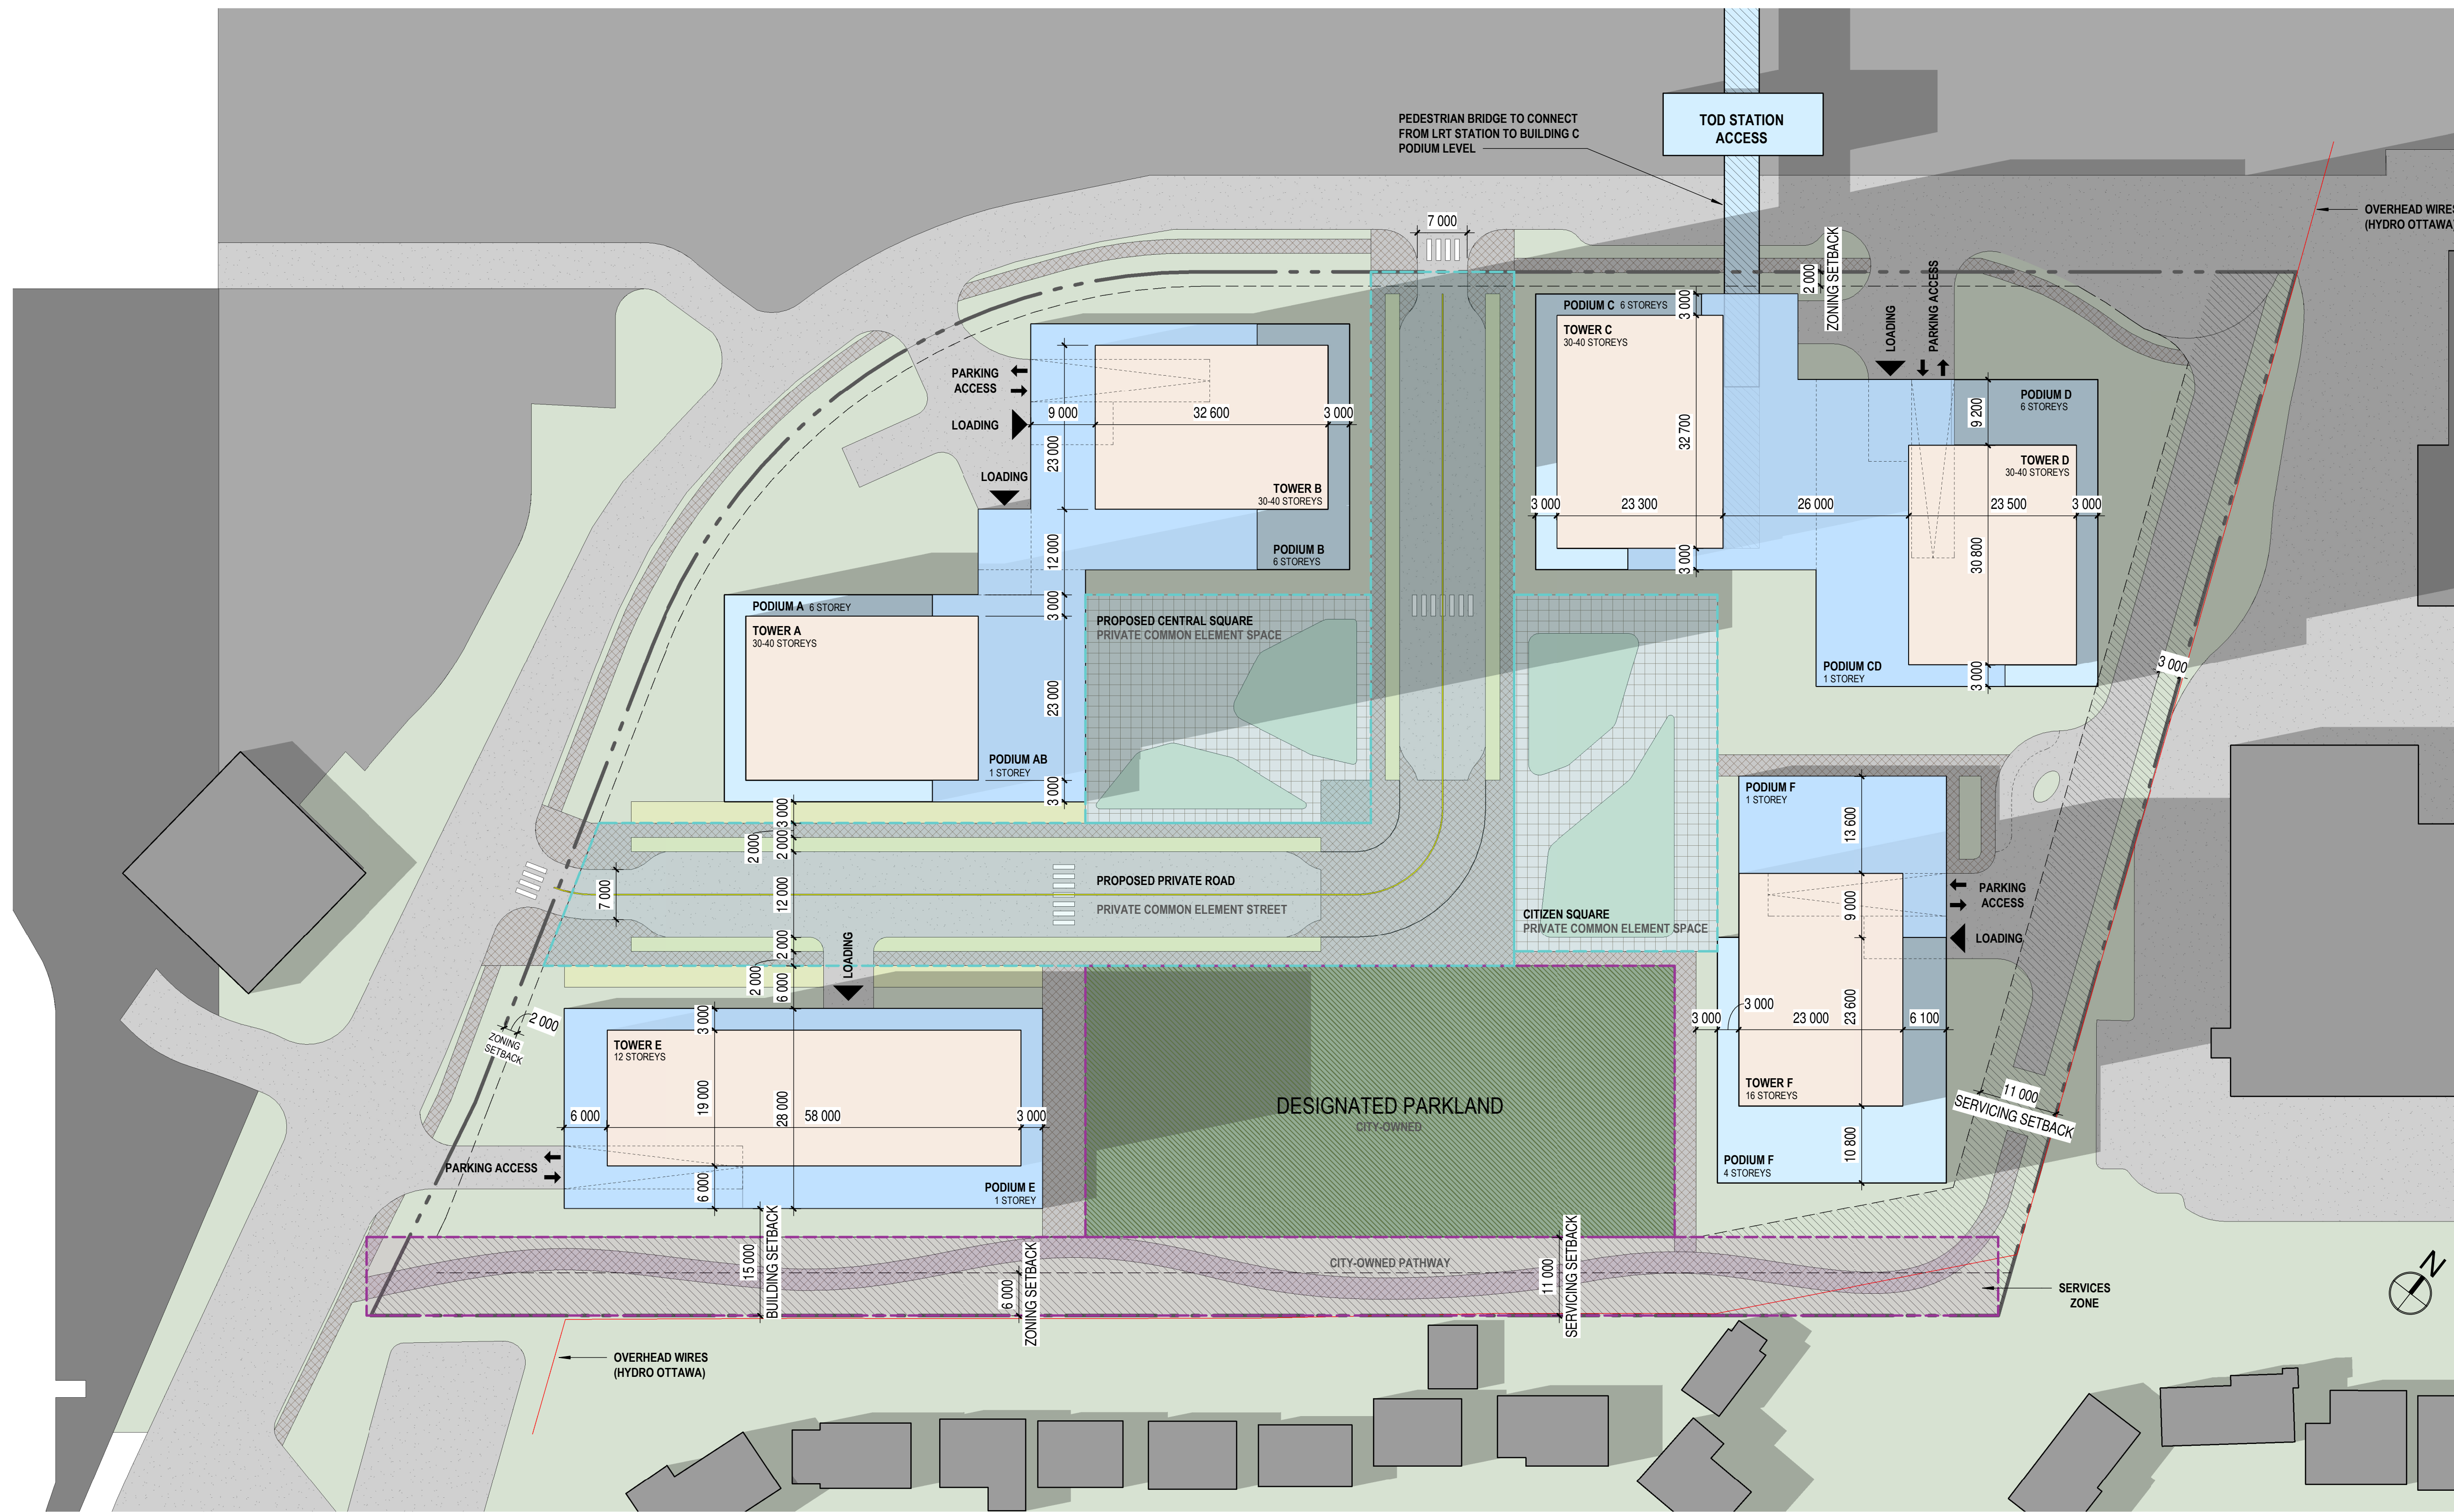 PEDESTRIAN BRIDGE TO CONNECT
FROM LRT STATION TO BUILDING C
PODIUM LEVEL
TOD STATION
ACCESS
OVERHEAD WIRES
(HYDRO OTTAWA)
7 000
2 000
ZONING SETBACK
LOADING
PARKING ACCESS
PODIUM C 6 STOREYS
3 000
TOWER C
30-40 STOREYS
32 700
3 000
23 300
26 000
23 500
3 000
3 000
PODIUM D
6 STOREYS
9 200
TOWER D
30-40 STOREYS
30 800
3 000
PODIUM CD
1 STOREY
3 000
PARKING
ACCESS
LOADING
LOADING
9 000
32 600
3 000
23 000
TOWER B
30-40 STOREYS
PODIUM B
6 STOREYS
12 000
3 000
PODIUM A 6 STOREY
TOWER A
30-40 STOREYS
23 000
PODIUM AB
1 STOREY
3 000
PROPOSED CENTRAL SQUARE
PRIVATE COMMON ELEMENT SPACE
3 000
2 000
2 000
7 000
12 000
PROPOSED PRIVATE ROAD
PRIVATE COMMON ELEMENT STREET
2 000
2 000
6 000
LOADING
CITIZEN SQUARE
PRIVATE COMMON ELEMENT SPACE
PODIUM F
1 STOREY
13 600
9 000
PARKING
ACCESS
LOADING
3 000
3 000
23 000
23 600
6 100
TOWER F
16 STOREYS
10 800
PODIUM F
4 STOREYS
11 000
SERVICING SETBACK
2 000
ZONING
SETBACK
TOWER E
12 STOREYS
3 000
19 000
28 000
6 000
58 000
3 000
6 000
PARKING ACCESS
PODIUM E
1 STOREY
DESIGNATED PARKLAND
CITY-OWNED
15 000
BUILDING SETBACK
6 000
ZONING SETBACK
CITY-OWNED PATHWAY
11 000
SERVICING SETBACK
SERVICES
ZONE
N
OVERHEAD WIRES
(HYDRO OTTAWA)